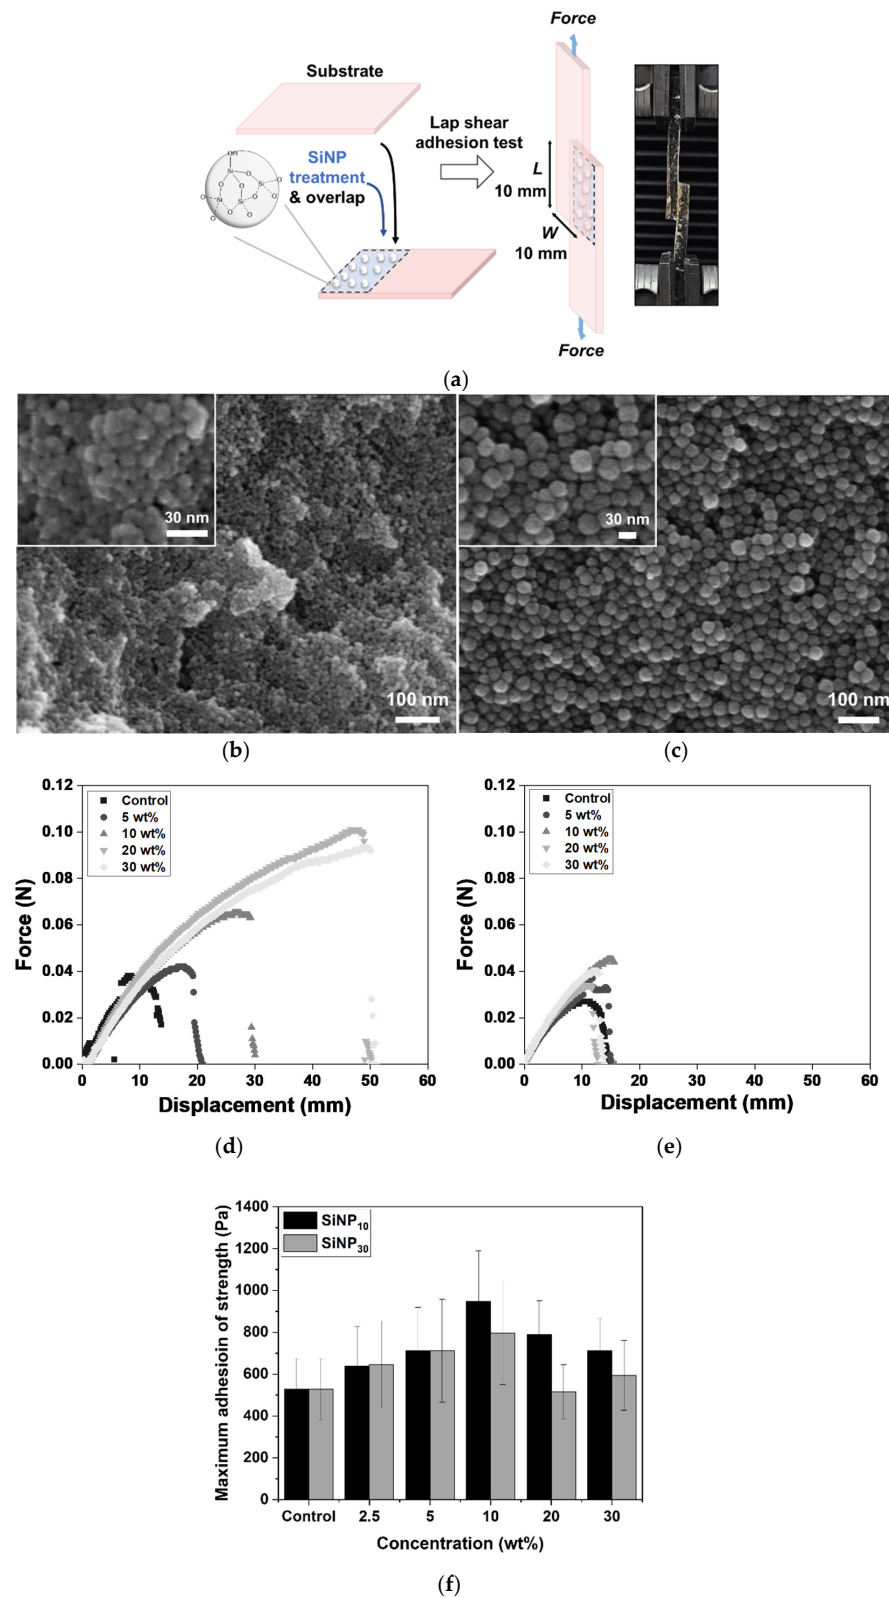 Force
Substrate
Lap shear
adhesion test
SiNP
treatment
& overlap
OH
Si
O
O
O
Si
Si
O
Si
O
O
O
O
L
10 mm
W
10 mm
Force
(a)
30 nm
100 nm
30 nm
100 nm
(b)
(c)
0.12
0.10
0.08
0.06
0.04
0.02
0.00
Force (N)
Control
5 wt%
10 wt%
20 wt%
30 wt%
0 10 20 30 40 50 60
Displacement (mm)
(d)
0.12
0.10
0.08
0.06
0.04
0.02
0.00
Force (N)
Control
5 wt%
10 wt%
20 wt%
30 wt%
0 10 20 30 40 50 60
Displacement (mm)
(e)
1400
1200
1000
800
600
400
200
0
Maximum adhesioin of strength (Pa)
SiNP10
SiNP30
Control 2.5 5 10 20 30
Concentration (wt%)
(f)